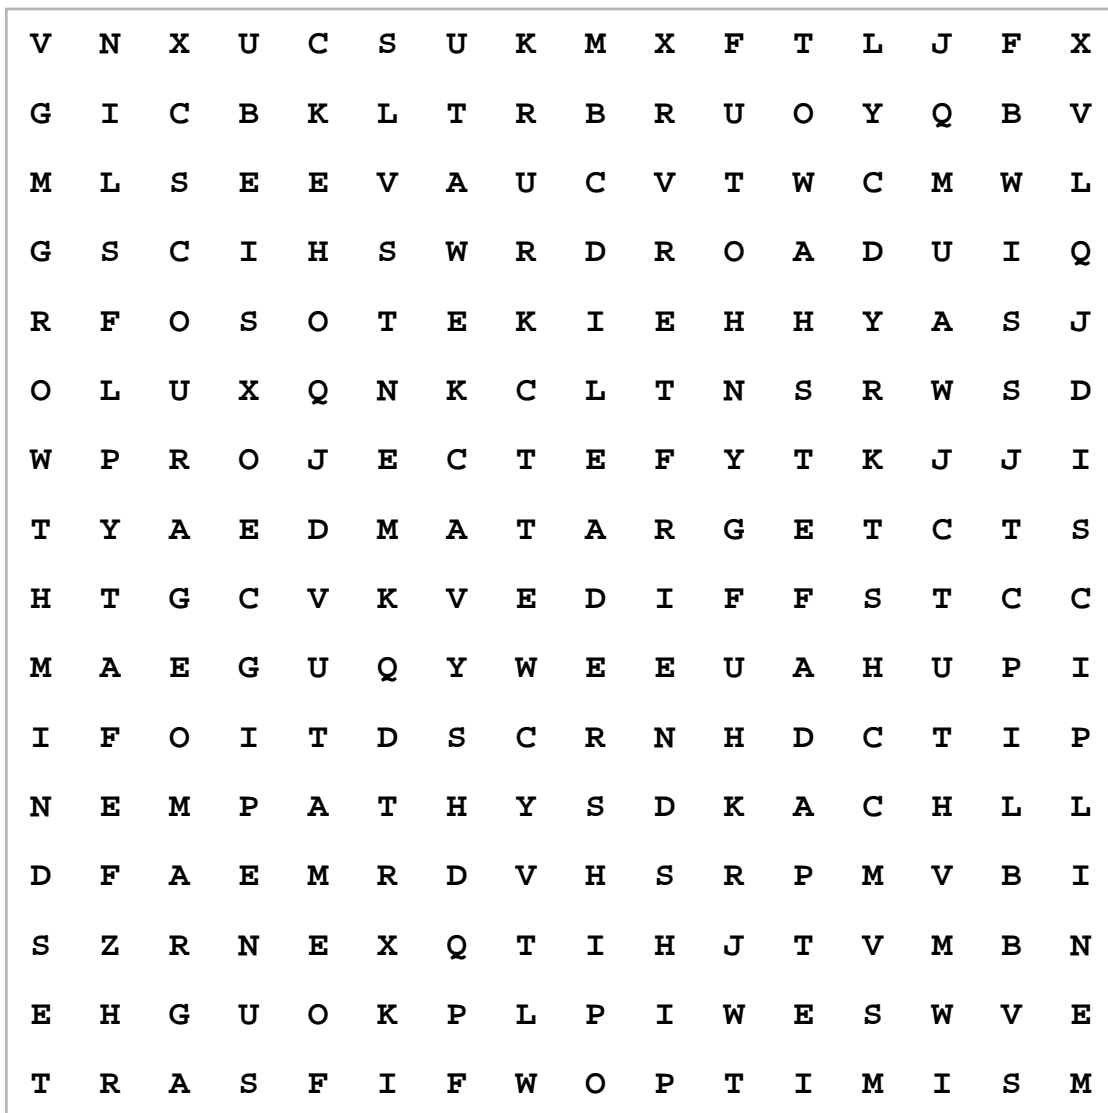 V N X U C S U K M X F T L J F X
G I C B K L T R B R U O Y Q B V
M L S E E V A U C V T W C M W L
G S C I H S W R D R O A D U I Q
R F O S O T E K I E H H Y A S J
O L U X Q N K C L T N S R W S D
W P R O J E C T E F Y T K J J I
T Y A E D M A T A R G E T C T S
H T G C V K V E D I F F S T C C
M A E G U Q Y W E E U A H U P I
I F O I T D S C R N H D C T I P
N E M P A T H Y S D K A C H L L
D F A E M R D V H S R P M V B I
S Z R N E X Q T I H J T V M B N
E H G U O K P L P I W E S W V E
T R A S F I F W O P T I M I S M